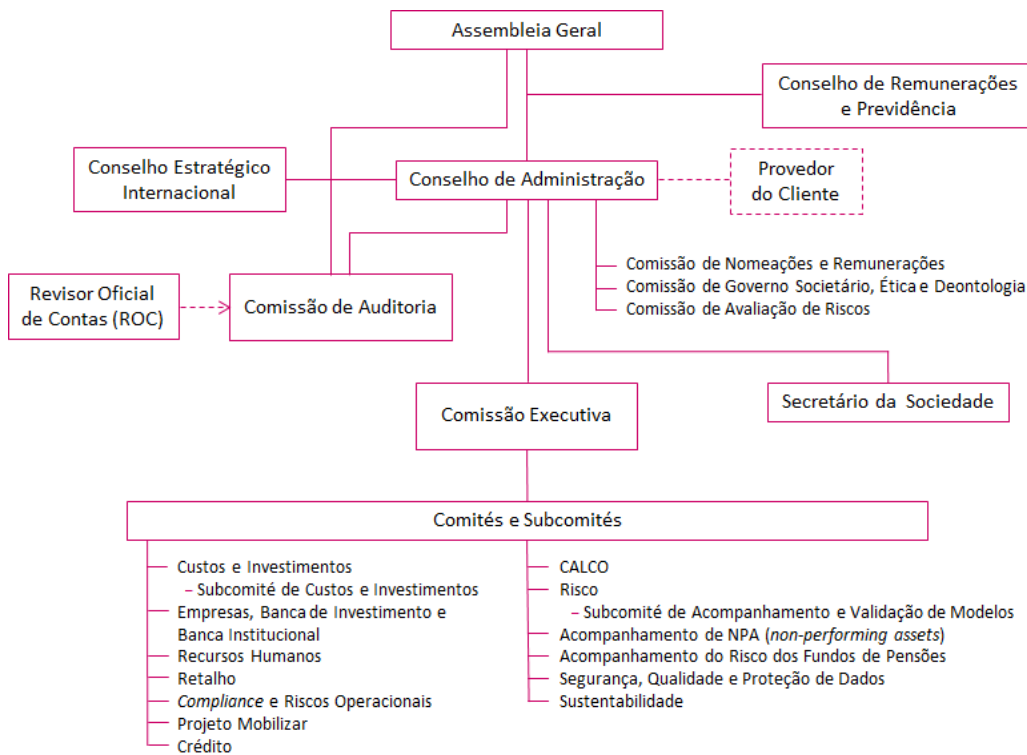 Assembleia Geral
Conselho de Remunerações
e Previdência
Conselho Estratégico
Internacional
Conselho de Administração
Provedor
do Cliente
Comissão de Nomeações e Remunerações
Comissão de Governo Societário, Ética e Deontologia
Comissão de Avaliação de Riscos
Revisor Oficial
de Contas (ROC)
Comissão de Auditoria
Comissão Executiva
Secretário da Sociedade
Comités e Subcomités
Custos e Investimentos
– Subcomité de Custos e Investimentos
Empresas, Banca de Investimento e
Banca Institucional
Recursos Humanos
Retalho
Compliance e Riscos Operacionais
Projeto Mobilizar
Crédito
CALCO
Risco
– Subcomité de Acompanhamento e Validação de Modelos
Acompanhamento de NPA (non-performing assets)
Acompanhamento do Risco dos Fundos de Pensões
Segurança, Qualidade e Proteção de Dados
Sustentabilidade